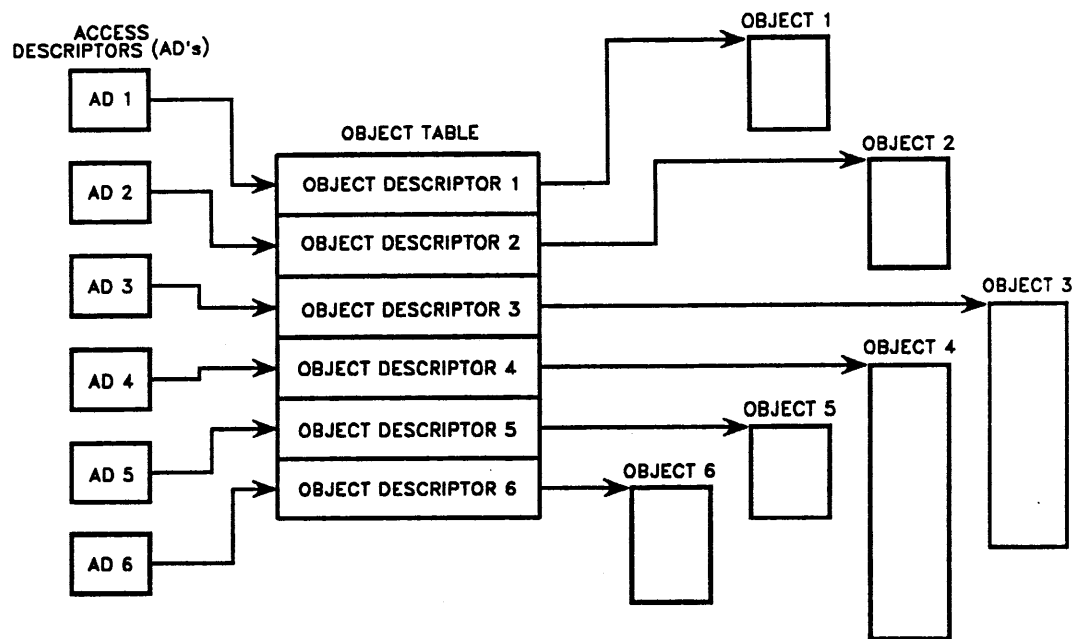 ACCESS
DESCRIPTORS (AD's)
AD 1
AD 2
AD 3
AD 4
AD 5
AD 6
OBJECT TABLE
OBJECT DESCRIPTOR 1
OBJECT DESCRIPTOR 2
OBJECT DESCRIPTOR 3
OBJECT DESCRIPTOR 4
OBJECT DESCRIPTOR 5
OBJECT DESCRIPTOR 6
OBJECT 1
OBJECT 2
OBJECT 3
OBJECT 4
OBJECT 5
OBJECT 6